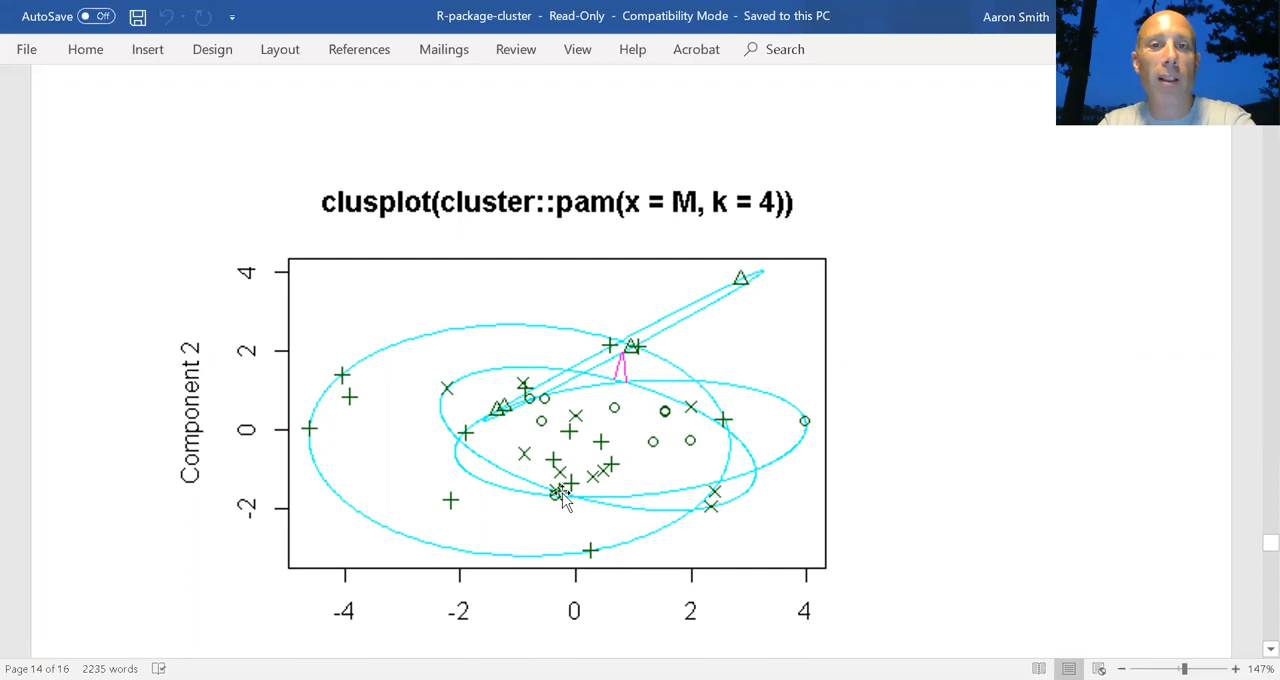 AutoSave Off R-package-cluster - Read-Only - Compatibility Mode - Saved to this PC Aaron Smith
File Home Insert Design Layout References Mailings Review View Help Acrobat Search
clusplot(cluster::pam(x = M, k = 4))
4
2
0
-2
Component 2
-4 -2 0 2 4
Page 14 of 16 2235 words 147%